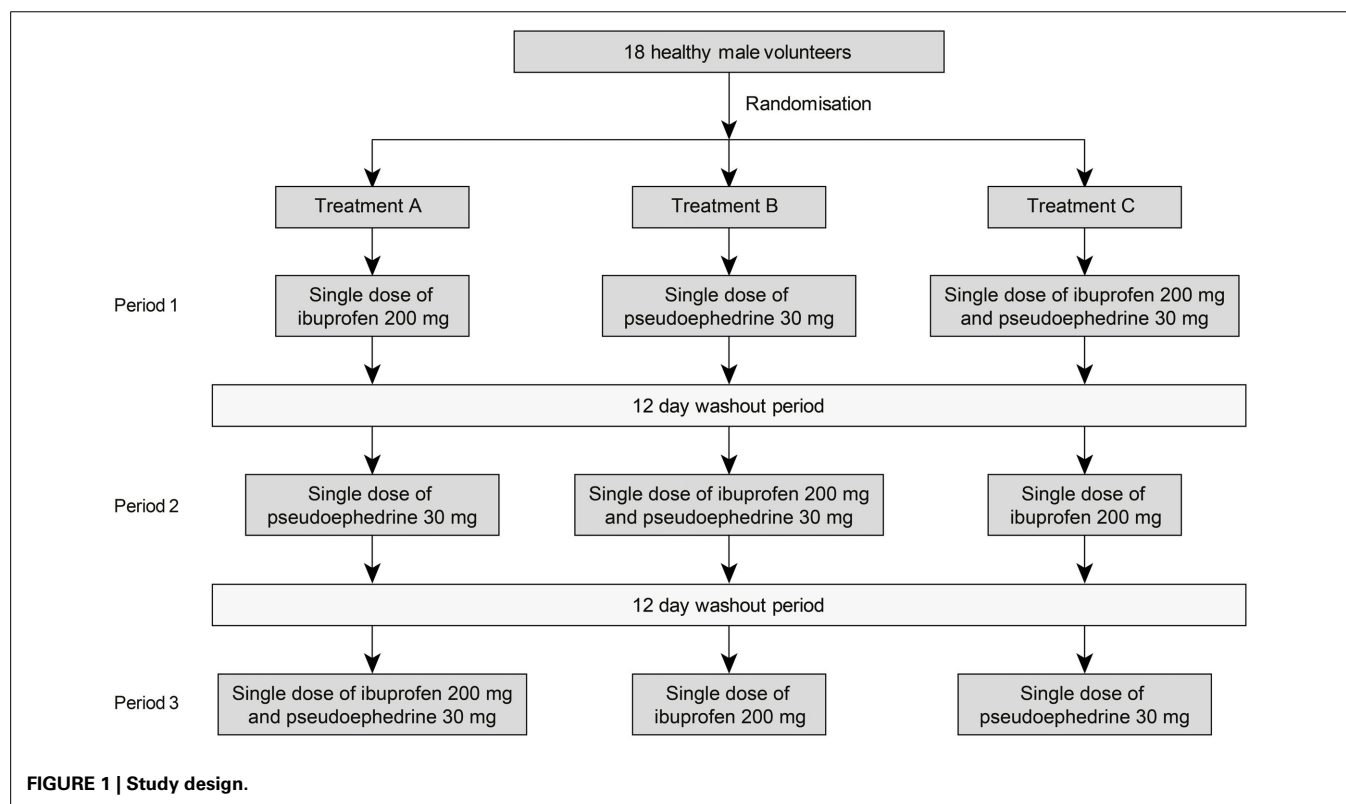 18 healthy male volunteers
Randomisation
Treatment A
Treatment B
Treatment C
Period 1
Single dose of
ibuprofen 200 mg
Single dose of
pseudoephedrine 30 mg
Single dose of ibuprofen 200 mg
and pseudoephedrine 30 mg
12 day washout period
Period 2
Single dose of
pseudoephedrine 30 mg
Single dose of ibuprofen 200 mg
and pseudoephedrine 30 mg
Single dose of
ibuprofen 200 mg
12 day washout period
Period 3
Single dose of ibuprofen 200 mg
and pseudoephedrine 30 mg
Single dose of
ibuprofen 200 mg
Single dose of
pseudoephedrine 30 mg
FIGURE 1 | Study design.